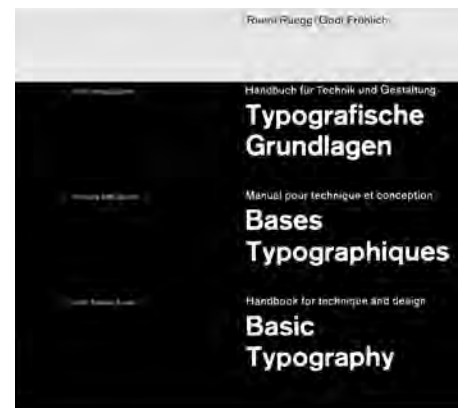 Ruedi Rüegg/Godi Fröhlich
Handbuch für Technik und Gestaltung
Typografische
Grundlagen
Manuel pour technique et conception
Bases
Typographiques
Handbook for technique and design
Basic
Typography